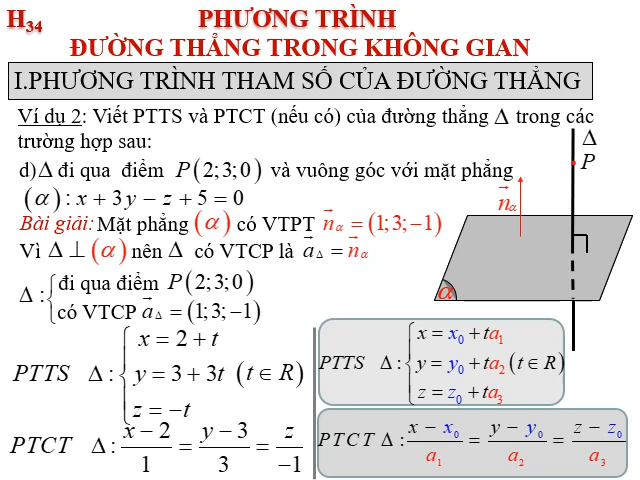 H₃₄ PHƯƠNG TRÌNH
ĐƯỜNG THẲNG TRONG KHÔNG GIAN
I.PHƯƠNG TRÌNH THAM SỐ CỦA ĐƯỜNG THẲNG
Ví dụ 2: Viết PTTS và PTCT (nếu có) của đường thẳng Δ trong các
trường hợp sau:
d)Δ đi qua điểm P(2;3;0) và vuông góc với mặt phẳng
(α): x + 3y − z + 5 = 0
Bài giải: Mặt phẳng (α) có VTPT n⃗α = (1;3;−1)
Vì Δ ⊥ (α) nên Δ có VTCP là a⃗Δ = n⃗α
Δ : { đi qua điểm P(2;3;0)
có VTCP a⃗Δ = (1;3;−1)
PTTS Δ : { x = 2 + t
y = 3 + 3t (t ∈ R)
z = −t
PTCT Δ : (x − 2)/1 = (y − 3)/3 = z/−1
Δ
P
n⃗α
α
PTTS Δ : { x = x₀ + ta₁
y = y₀ + ta₂ (t ∈ R)
z = z₀ + ta₃
PTCT Δ : (x − x₀)/a₁ = (y − y₀)/a₂ = (z − z₀)/a₃